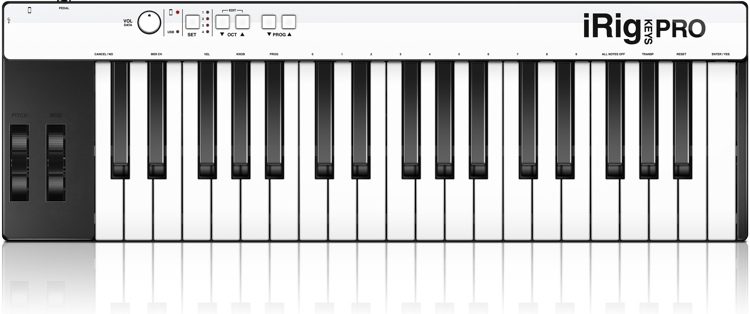 PEDAL
VOL
DATA
USB
SET
EDIT
▼ OCT ▲
▼ PROG ▲
iRig KEYS PRO
CANCEL/NO MIDI CH VEL KNOB PROG 0 1 2 3 4 5 6 7 8 9 ALL NOTES OFF TRANSP RESET ENTER/YES
PITCH MOD